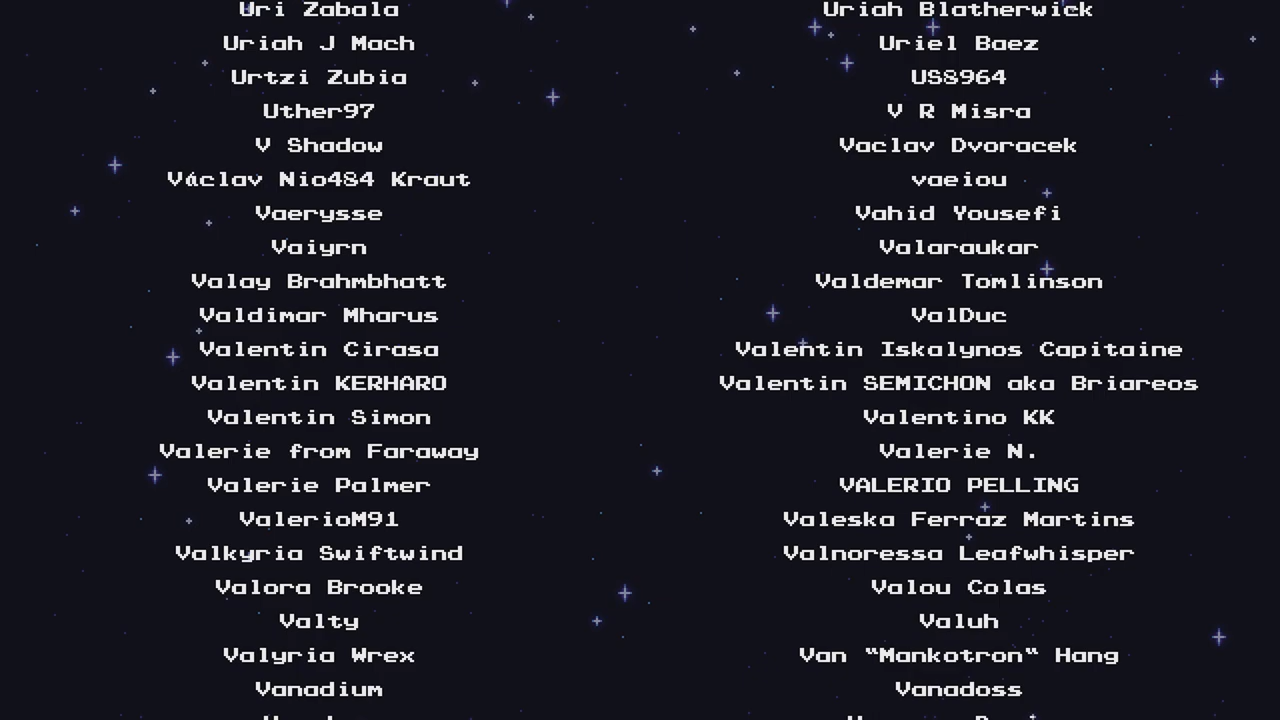 Uri Zabala
Uriah Blatherwick
Uriah J Mach
Uriel Baez
Urtzi Zubia
US8964
Uther97
V R Misra
V Shadow
Vaclav Dvoracek
Václav Nio484 Kraut
vaeiou
Vaerysse
Vahid Yousefi
Vaiyrn
Valaraukar
Valay Brahmbhatt
Valdemar Tomlinson
Valdimar Mharus
ValDuc
Valentin Cirasa
Valentin Iskalynos Capitaine
Valentin KERHARO
Valentin SEMICHON aka Briareos
Valentin Simon
Valentino KK
Valerie from Faraway
Valerie N.
Valerie Palmer
VALERIO PELLING
ValerioM91
Valeska Ferraz Martins
Valkyria Swiftwind
Valnoressa Leafwhisper
Valora Brooke
Valou Colas
Valty
Valuh
Valyria Wrex
Van "Mankotron" Hang
Vanadium
Vanadoss